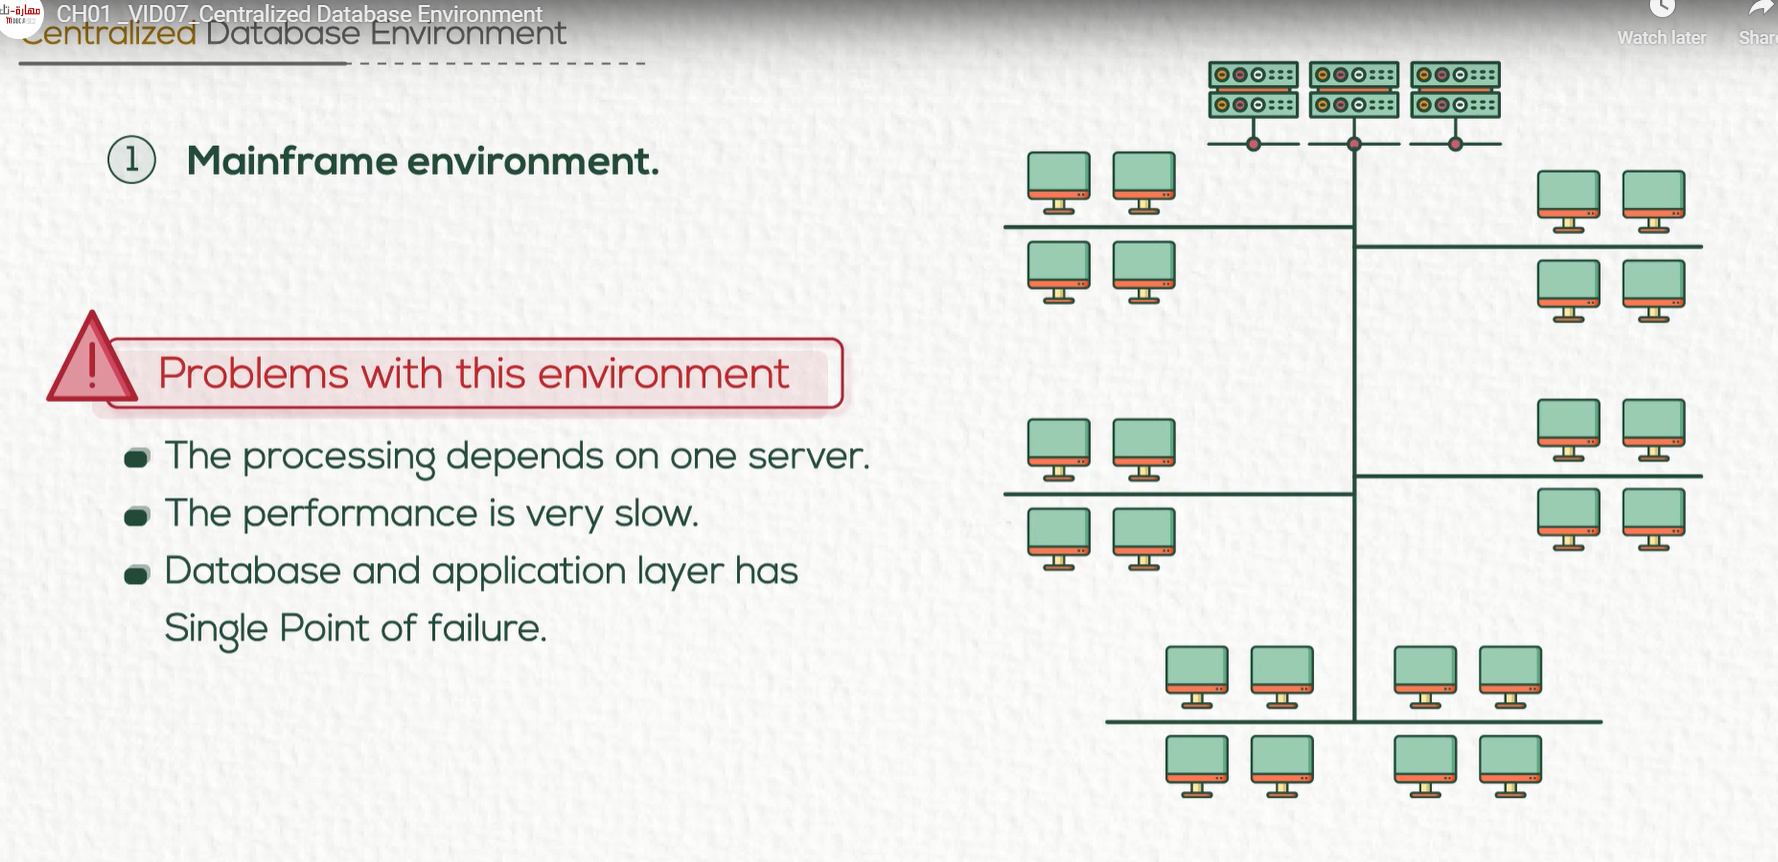 CH01 _VID07_Centralized Database Environment
Centralized Database Environment
Watch later
Shar
1 Mainframe environment.
! Problems with this environment
The processing depends on one server.
The performance is very slow.
Database and application layer has
Single Point of failure.